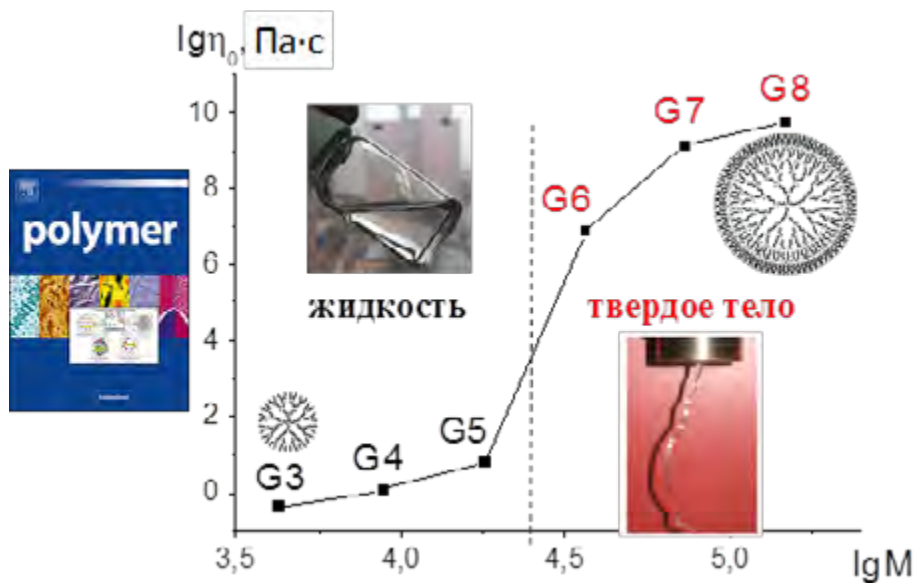 lgη₀, Па·с
10
8
6
4
2
0
G3
G4
G5
G6
G7
G8
polymer
жидкость
твердое тело
3,5
4,0
4,5
5,0
lgM